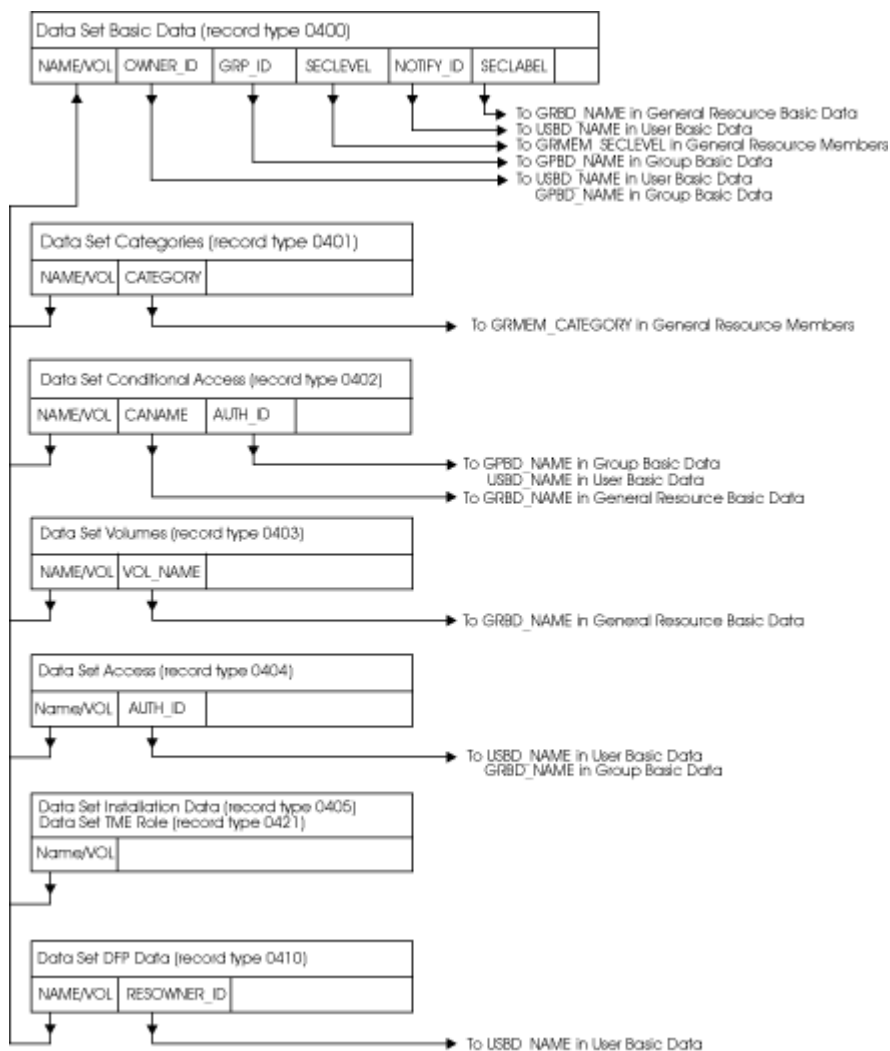 Data Set Basic Data (record type 0400)
NAME/VOL OWNER_ID GRP_ID SECLEVEL NOTIFY_ID SECLABEL
To GRBD_NAME in General Resource Basic Data
To USBD_NAME in User Basic Data
To GRMEM_SECLEVEL in General Resource Members
To GPBD_NAME in Group Basic Data
To USBD_NAME in User Basic Data
GPBD_NAME in Group Basic Data
Data Set Categories (record type 0401)
NAME/VOL CATEGORY
To GRMEM_CATEGORY in General Resource Members
Data Set Conditional Access (record type 0402)
NAME/VOL CANAME AUTH_ID
To GPBD_NAME in Group Basic Data
USBD_NAME in User Basic Data
To GRBD_NAME in General Resource Basic Data
Data Set Volumes (record type 0403)
NAME/VOL VOL_NAME
To GRBD_NAME in General Resource Basic Data
Data Set Access (record type 0404)
Name/VOL AUTH_ID
To USBD_NAME in User Basic Data
GRBD_NAME in Group Basic Data
Data Set Installation Data (record type 0405)
Data Set TME Role (record type 0421)
Name/VOL
Data Set DFP Data (record type 0410)
NAME/VOL RESOWNER_ID
To USBD_NAME in User Basic Data